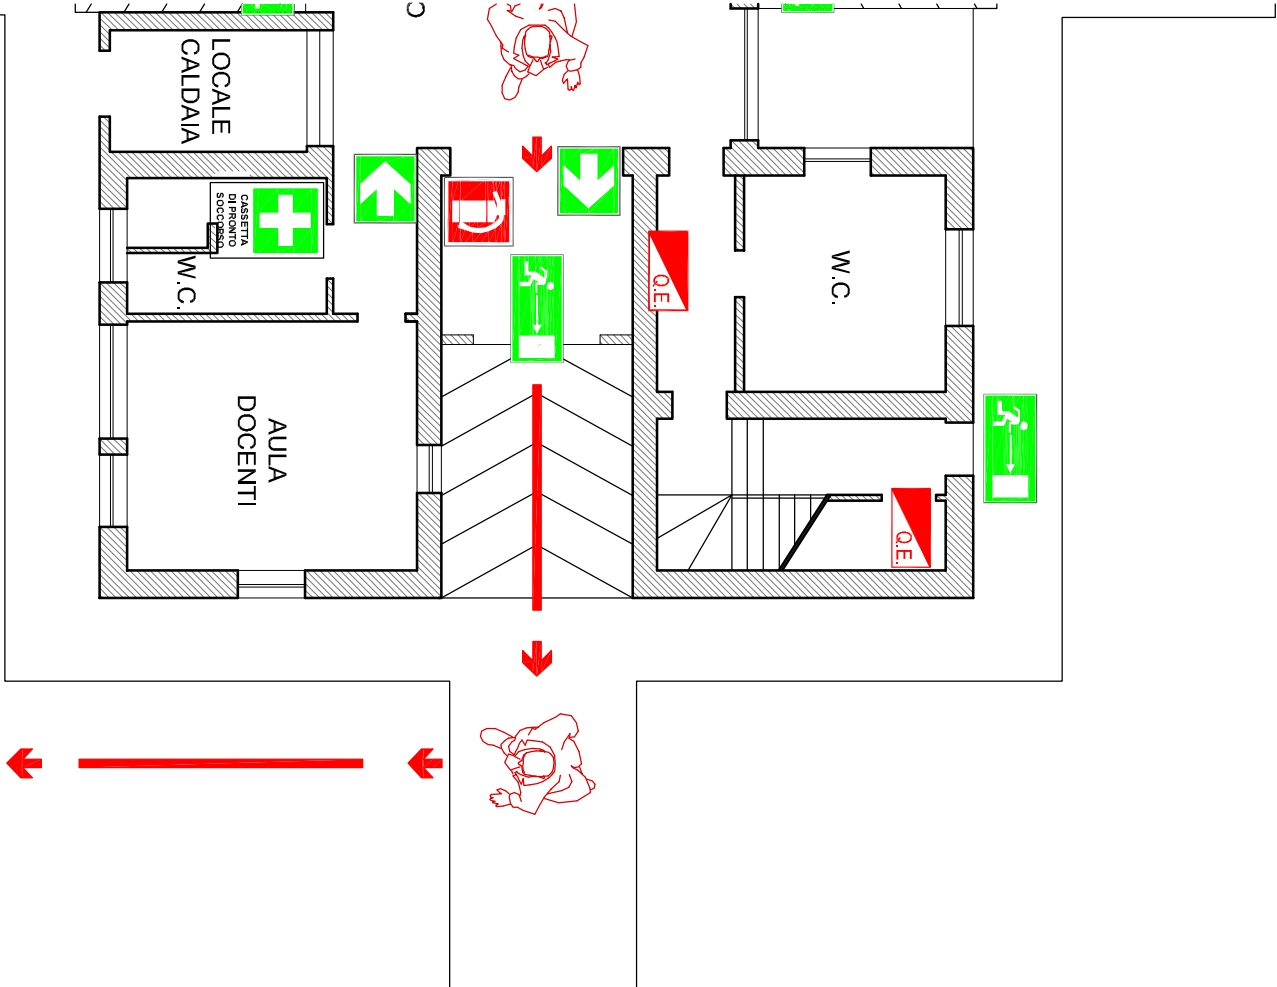 LOCALE
CALDAIA
CASSETTA
DI PRONTO
SOCCORSO
W.C.
AULA
DOCENTI
Q.E.
W.C.
Q.E.
C